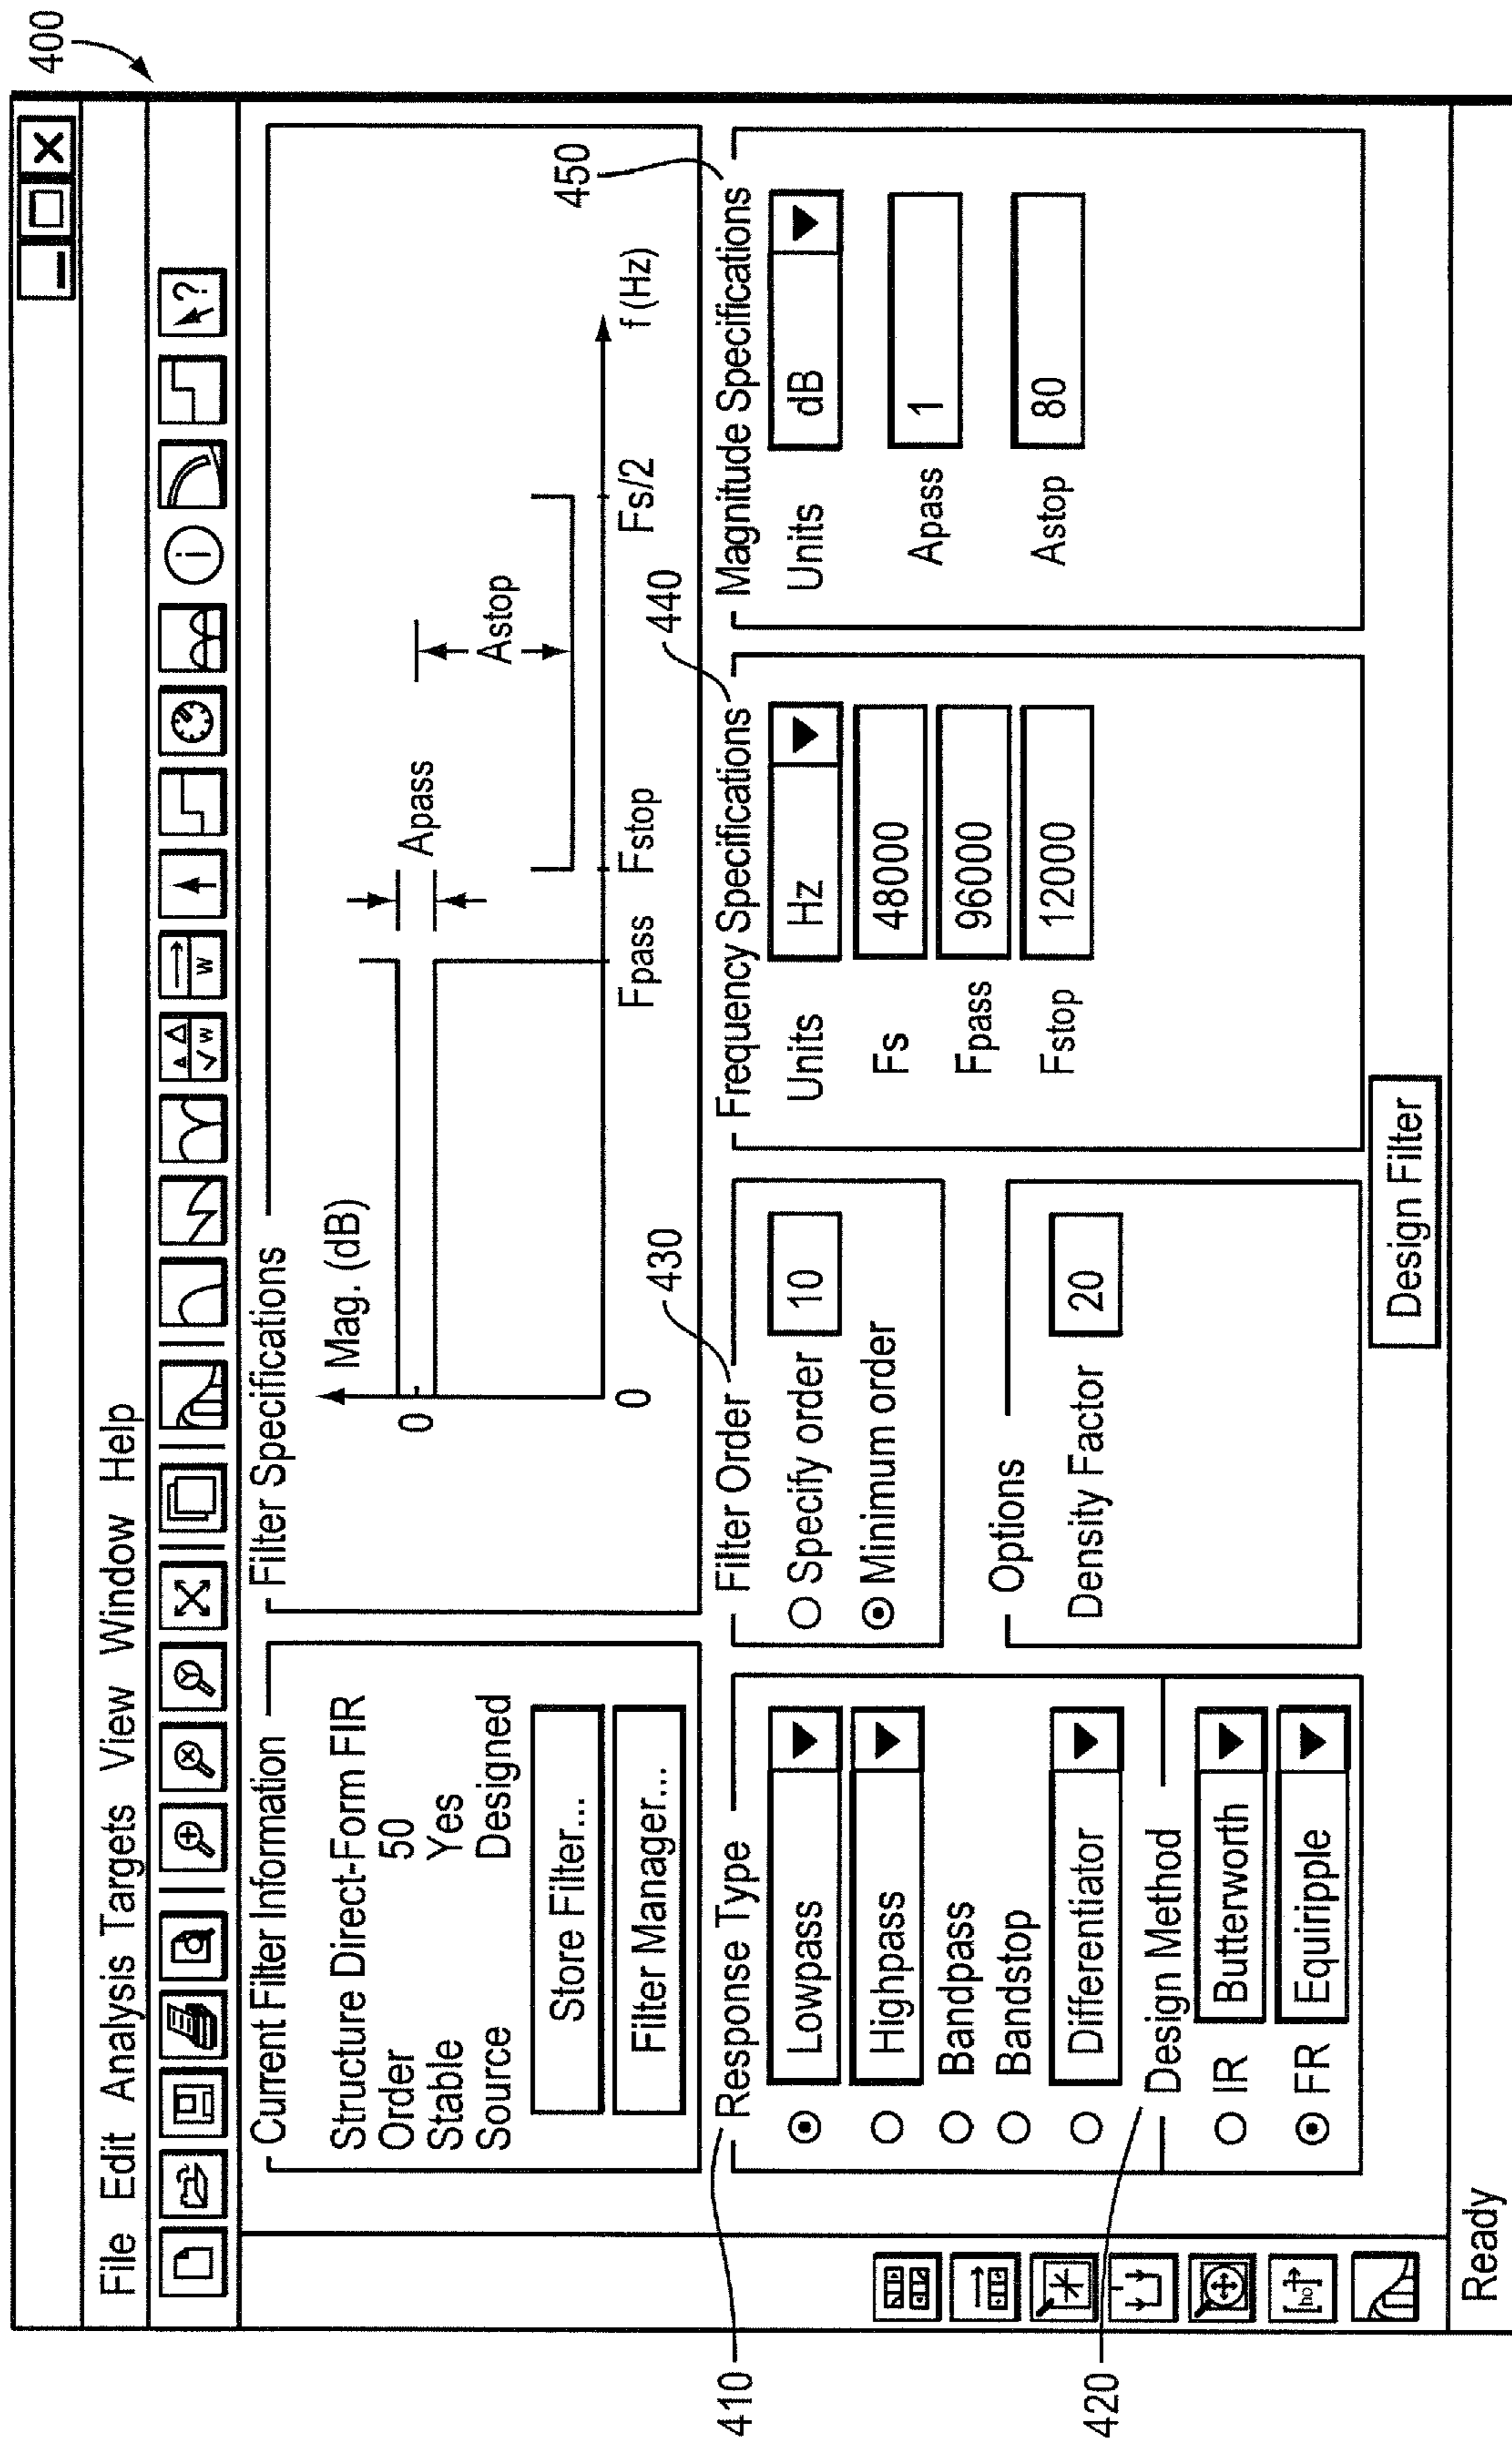 400
File Edit Analysis Targets View Window Help
w
w
i
?
Current Filter Information
Structure Direct-Form FIR
Order 50
Stable Yes
Source Designed
Store Filter...
Filter Manager...
Filter Specifications
Mag. (dB)
0
0
Apass
Astop
Fpass
Fstop
Fs/2
f (Hz)
410
Response Type
Lowpass
Highpass
Bandpass
Bandstop
Differentiator
420
Design Method
IR Butterworth
FR Equiripple
430
Filter Order
Specify order 10
Minimum order
Options
Density Factor 20
440
Frequency Specifications
Units Hz
Fs 48000
Fpass 96000
Fstop 12000
450
Magnitude Specifications
Units dB
Apass 1
Astop 80
Design Filter
Ready